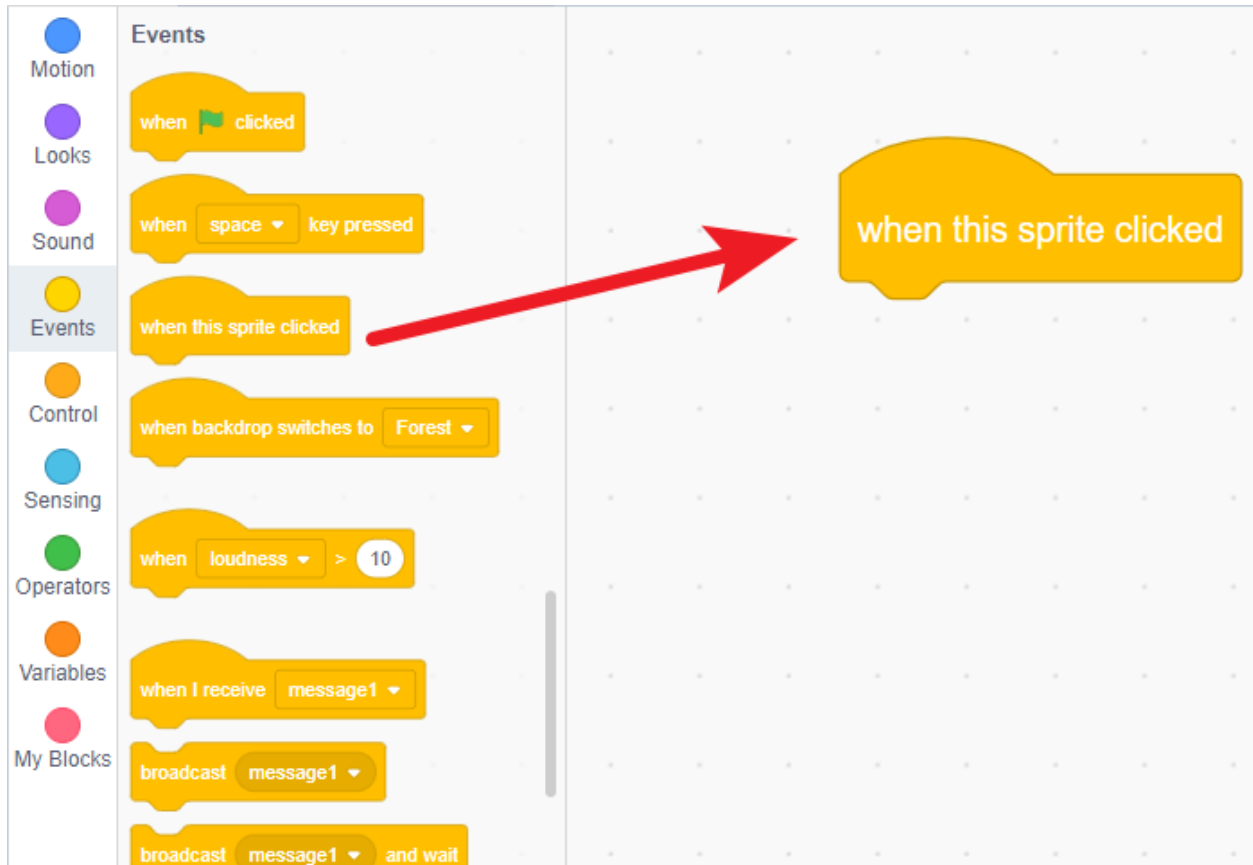 Motion
Looks
Sound
Events
Control
Sensing
Operators
Variables
My Blocks
Events
when clicked
when space key pressed
when this sprite clicked
when backdrop switches to Forest
when loudness > 10
when I receive message1
broadcast message1
broadcast message1 and wait
when this sprite clicked